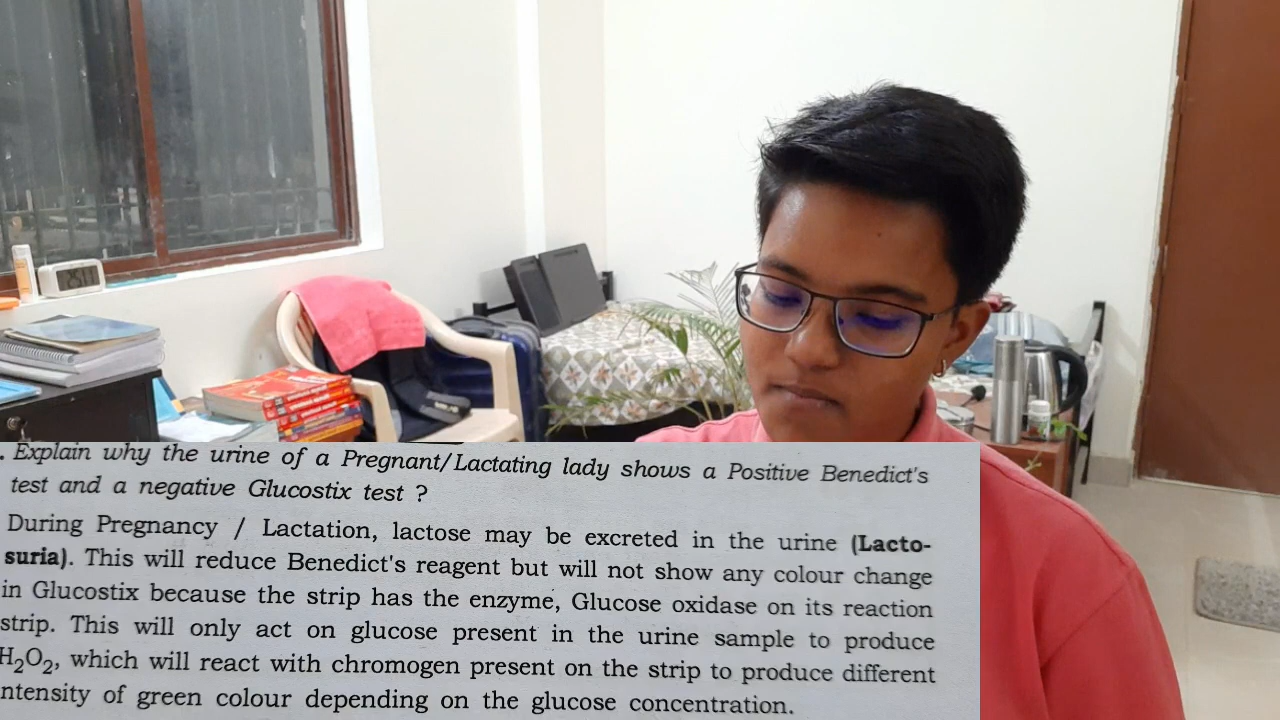 . Explain why the urine of a Pregnant/Lactating lady shows a Positive Benedict's
test and a negative Glucostix test ?
During Pregnancy / Lactation, lactose may be excreted in the urine (Lacto-
suria). This will reduce Benedict's reagent but will not show any colour change
in Glucostix because the strip has the enzyme, Glucose oxidase on its reaction
strip. This will only act on glucose present in the urine sample to produce
H₂O₂, which will react with chromogen present on the strip to produce different
ntensity of green colour depending on the glucose concentration.